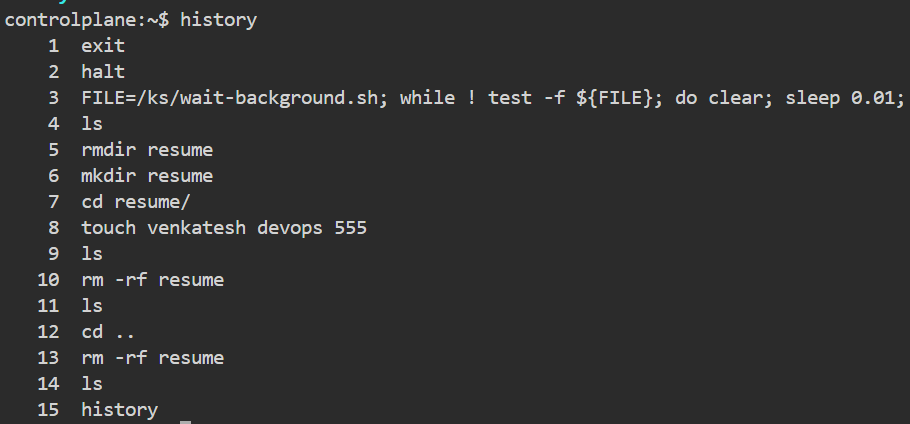 controlplane:~$ history
1 exit
2 halt
3 FILE=/ks/wait-background.sh; while ! test -f ${FILE}; do clear; sleep 0.01;
4 ls
5 rmdir resume
6 mkdir resume
7 cd resume/
8 touch venkatesh devops 555
9 ls
10 rm -rf resume
11 ls
12 cd ..
13 rm -rf resume
14 ls
15 history